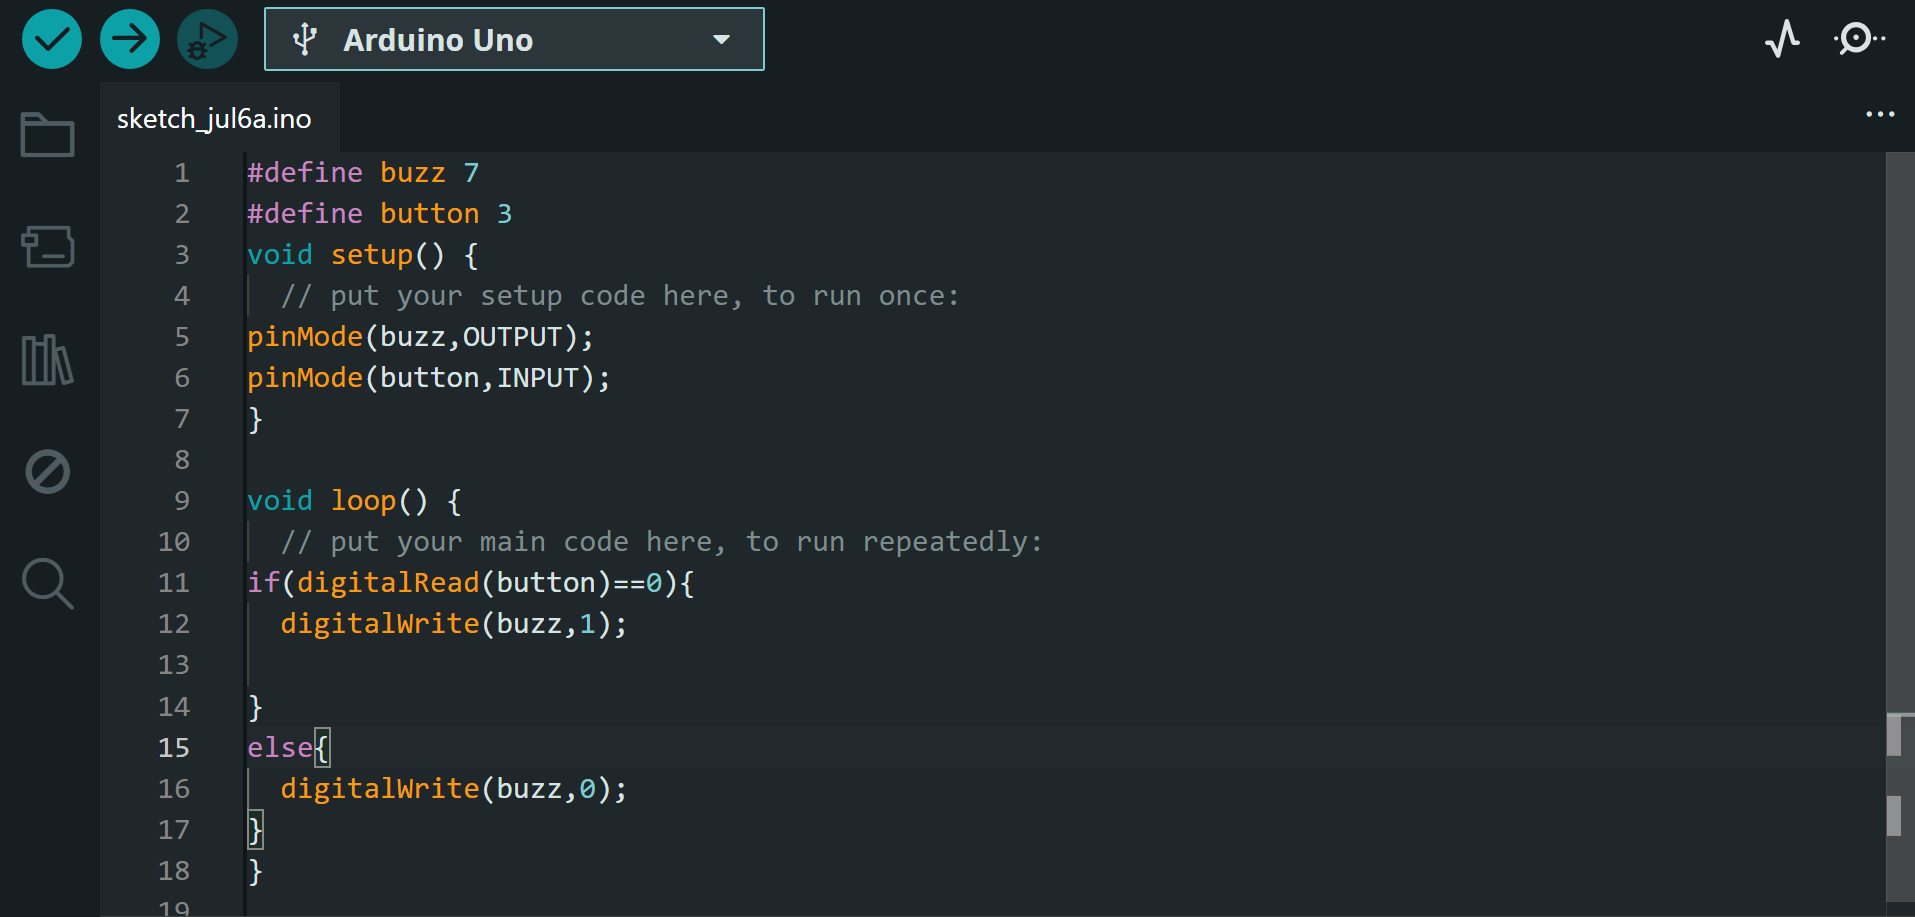 Arduino Uno
sketch_jul6a.ino
1 #define buzz 7
2 #define button 3
3 void setup() {
4   // put your setup code here, to run once:
5 pinMode(buzz,OUTPUT);
6 pinMode(button,INPUT);
7 }
8
9 void loop() {
10   // put your main code here, to run repeatedly:
11 if(digitalRead(button)==0){
12   digitalWrite(buzz,1);
13
14 }
15 else{
16   digitalWrite(buzz,0);
17 }
18 }
19